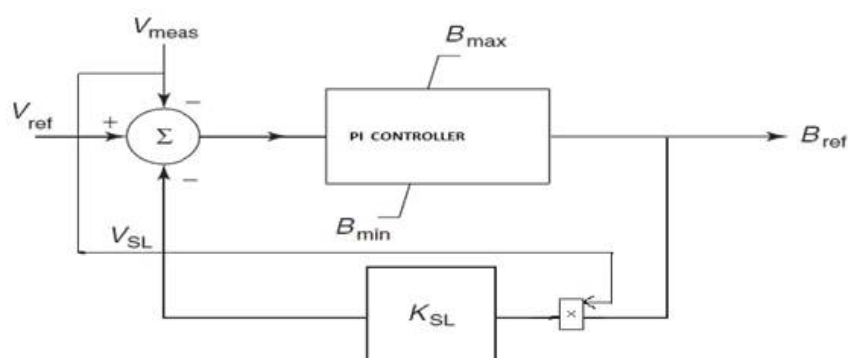 V_meas
B_max
V_ref
+
−
Σ
PI CONTROLLER
B_ref
−
B_min
V_SL
K_SL
×